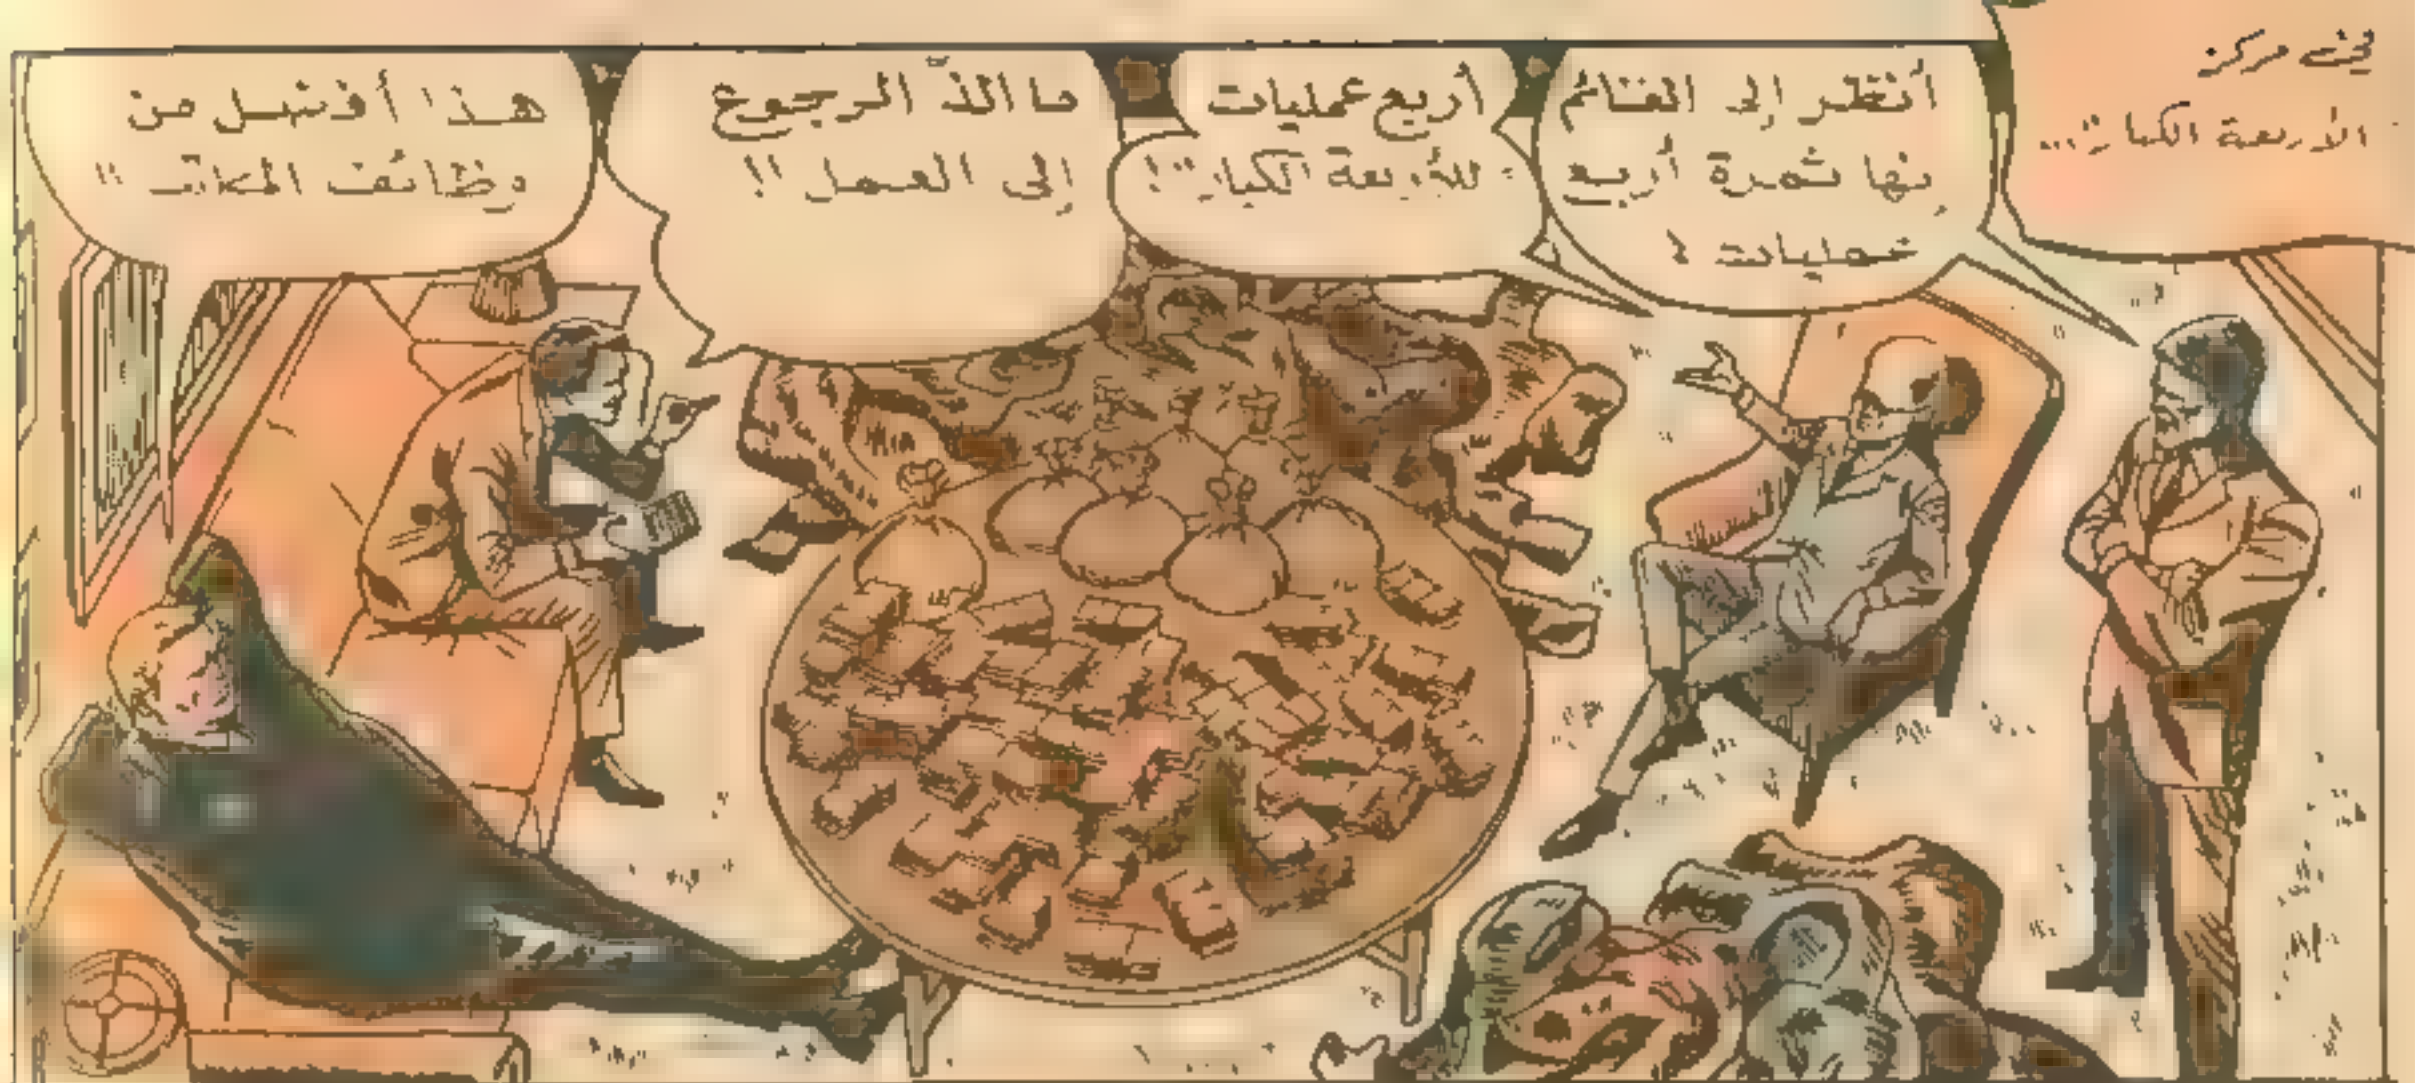 في مركز
الأربعة الكبار"...
أنظر إلى الغنائم
إنها ثمرة أربع
عمليات !
أربع عمليات
"للأربعة الكبار"!
ما ألذّ الرجوع
إلى العمل !!
هذا أفضل من
وظائف المكاتب !!